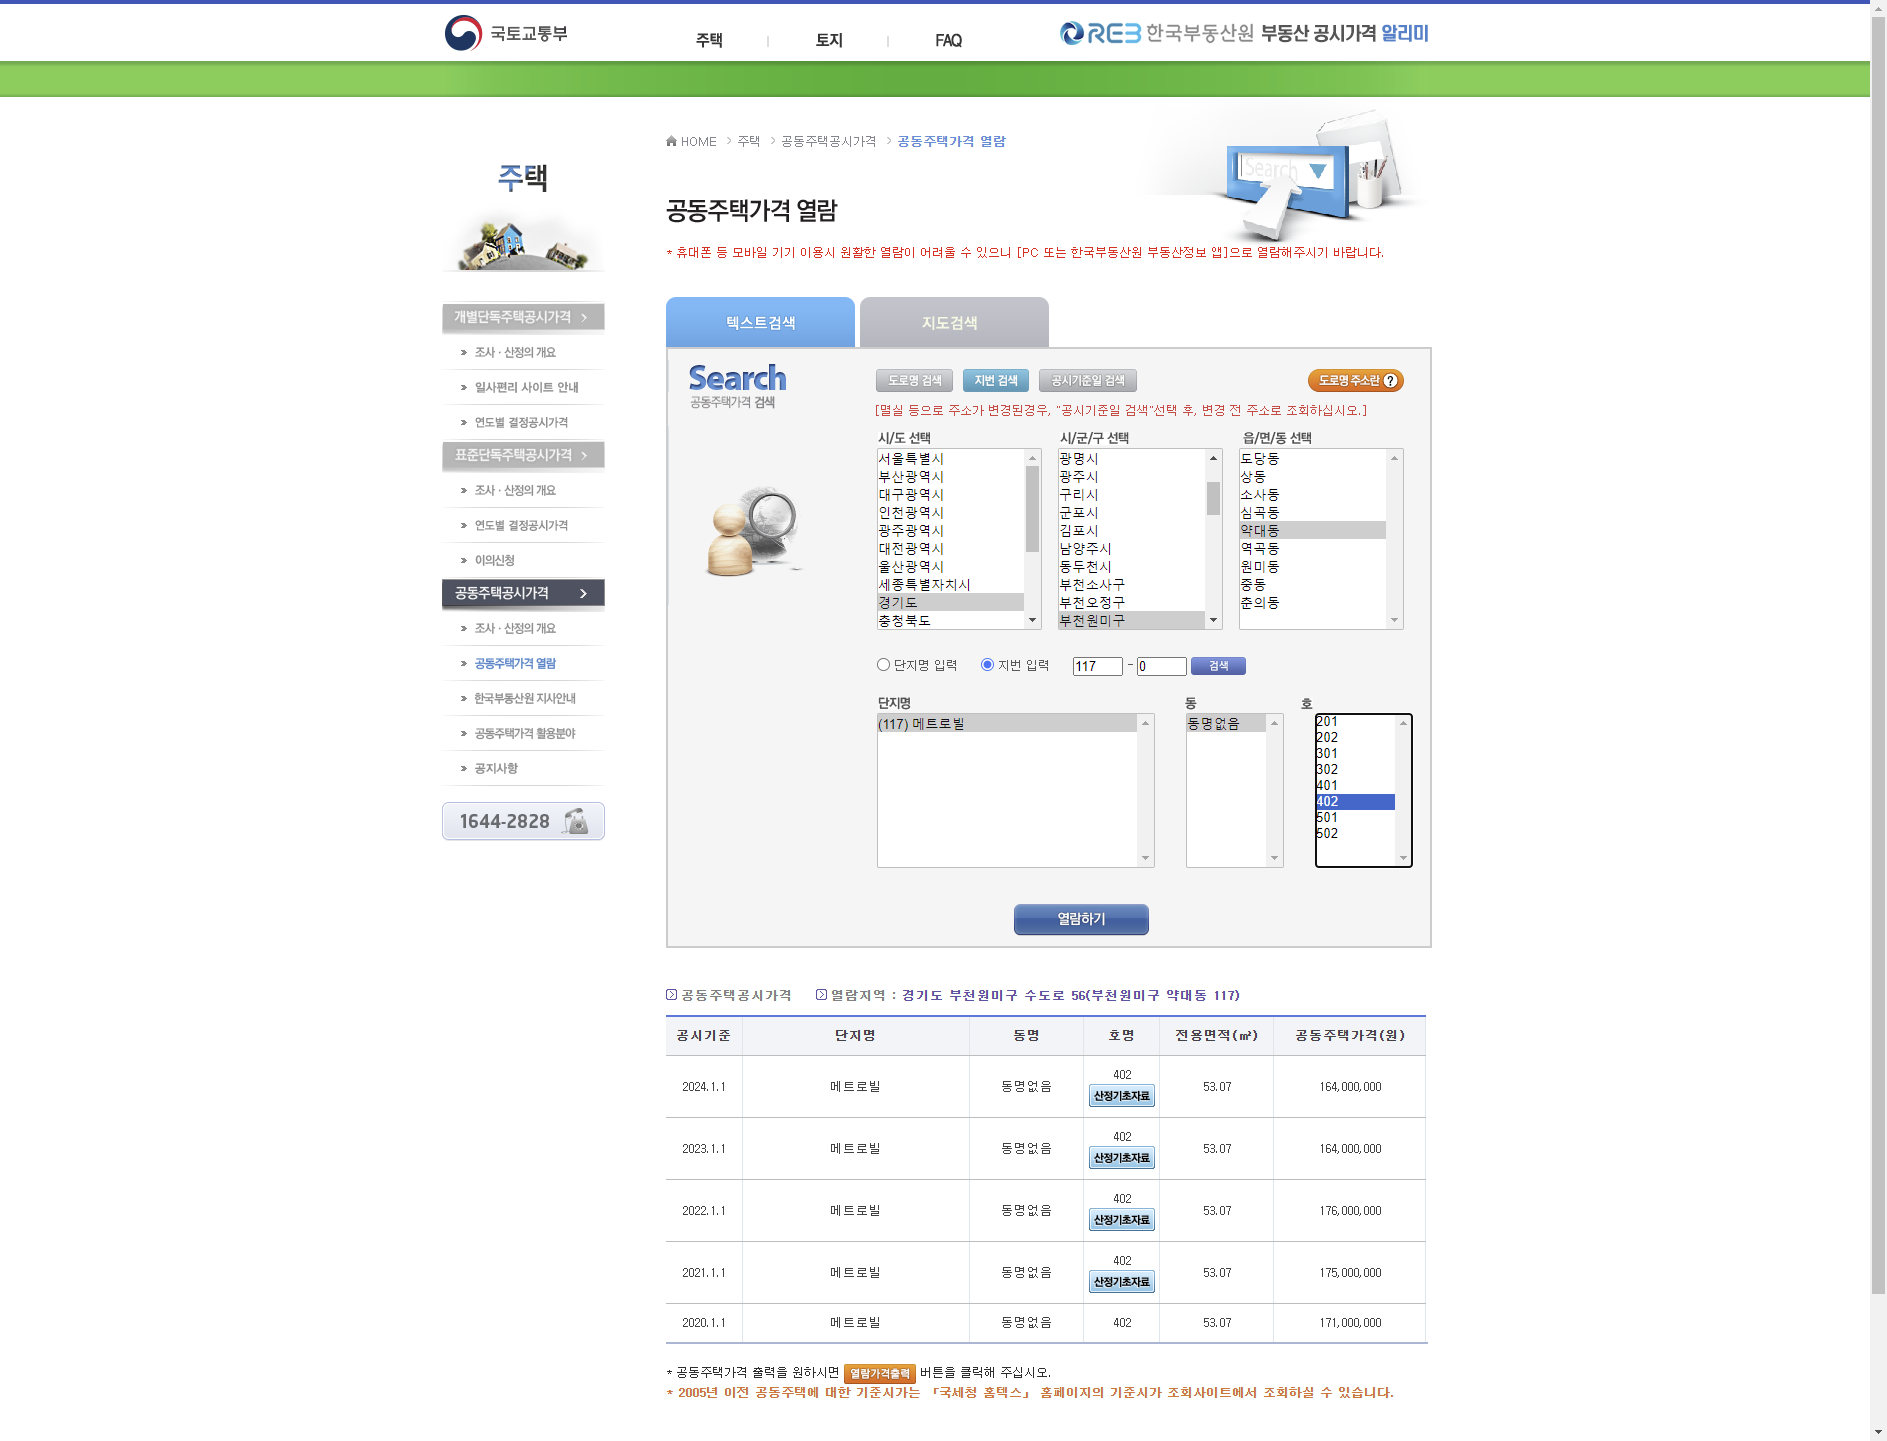 국토교통부
주택
토지
FAQ
REB 한국부동산원 부동산 공시가격 알리미
HOME > 주택 > 공동주택공시가격 > 공동주택가격 열람
주택
공동주택가격 열람
* 휴대폰 등 모바일 기기 이용시 원활한 열람이 어려울 수 있으니 [PC 또는 한국부동산원 부동산정보 앱]으로 열람해주시기 바랍니다.
Search
개별단독주택공시가격
조사 · 산정의 개요
일사편리 사이트 안내
연도별 결정공시가격
표준단독주택공시가격
조사 · 산정의 개요
연도별 결정공시가격
이의신청
공동주택공시가격
조사 · 산정의 개요
공동주택가격 열람
한국부동산원 지사안내
공동주택가격 활용분야
공지사항
1644-2828
텍스트검색
지도검색
Search
공동주택가격 검색
도로명 검색
지번 검색
공시기준일 검색
도로명 주소란 ?
[멸실 등으로 주소가 변경된경우, "공시기준일 검색"선택 후, 변경 전 주소로 조회하십시오.]
시/도 선택
서울특별시
부산광역시
대구광역시
인천광역시
광주광역시
대전광역시
울산광역시
세종특별자치시
경기도
충청북도
시/군/구 선택
광명시
광주시
구리시
군포시
김포시
남양주시
동두천시
부천소사구
부천오정구
부천원미구
읍/면/동 선택
도당동
상동
소사동
심곡동
약대동
역곡동
원미동
중동
춘의동
단지명 입력
지번 입력
117 - 0
검색
단지명
(117) 메트로빌
동
동명없음
호
201
202
301
302
401
402
501
502
열람하기
공동주택공시가격
열람지역 : 경기도 부천원미구 수도로 56(부천원미구 약대동 117)
공시기준 단지명 동명 호명 전용면적(㎡) 공동주택가격(원)
2024.1.1 메트로빌 동명없음 402 산정기초자료 53.07 164,000,000
2023.1.1 메트로빌 동명없음 402 산정기초자료 53.07 164,000,000
2022.1.1 메트로빌 동명없음 402 산정기초자료 53.07 176,000,000
2021.1.1 메트로빌 동명없음 402 산정기초자료 53.07 175,000,000
2020.1.1 메트로빌 동명없음 402 53.07 171,000,000
* 공동주택가격 출력을 원하시면 열람가격출력 버튼을 클릭해 주십시오.
* 2005년 이전 공동주택에 대한 기준시가는 『국세청 홈텍스』 홈페이지의 기준시가 조회사이트에서 조회하실 수 있습니다.